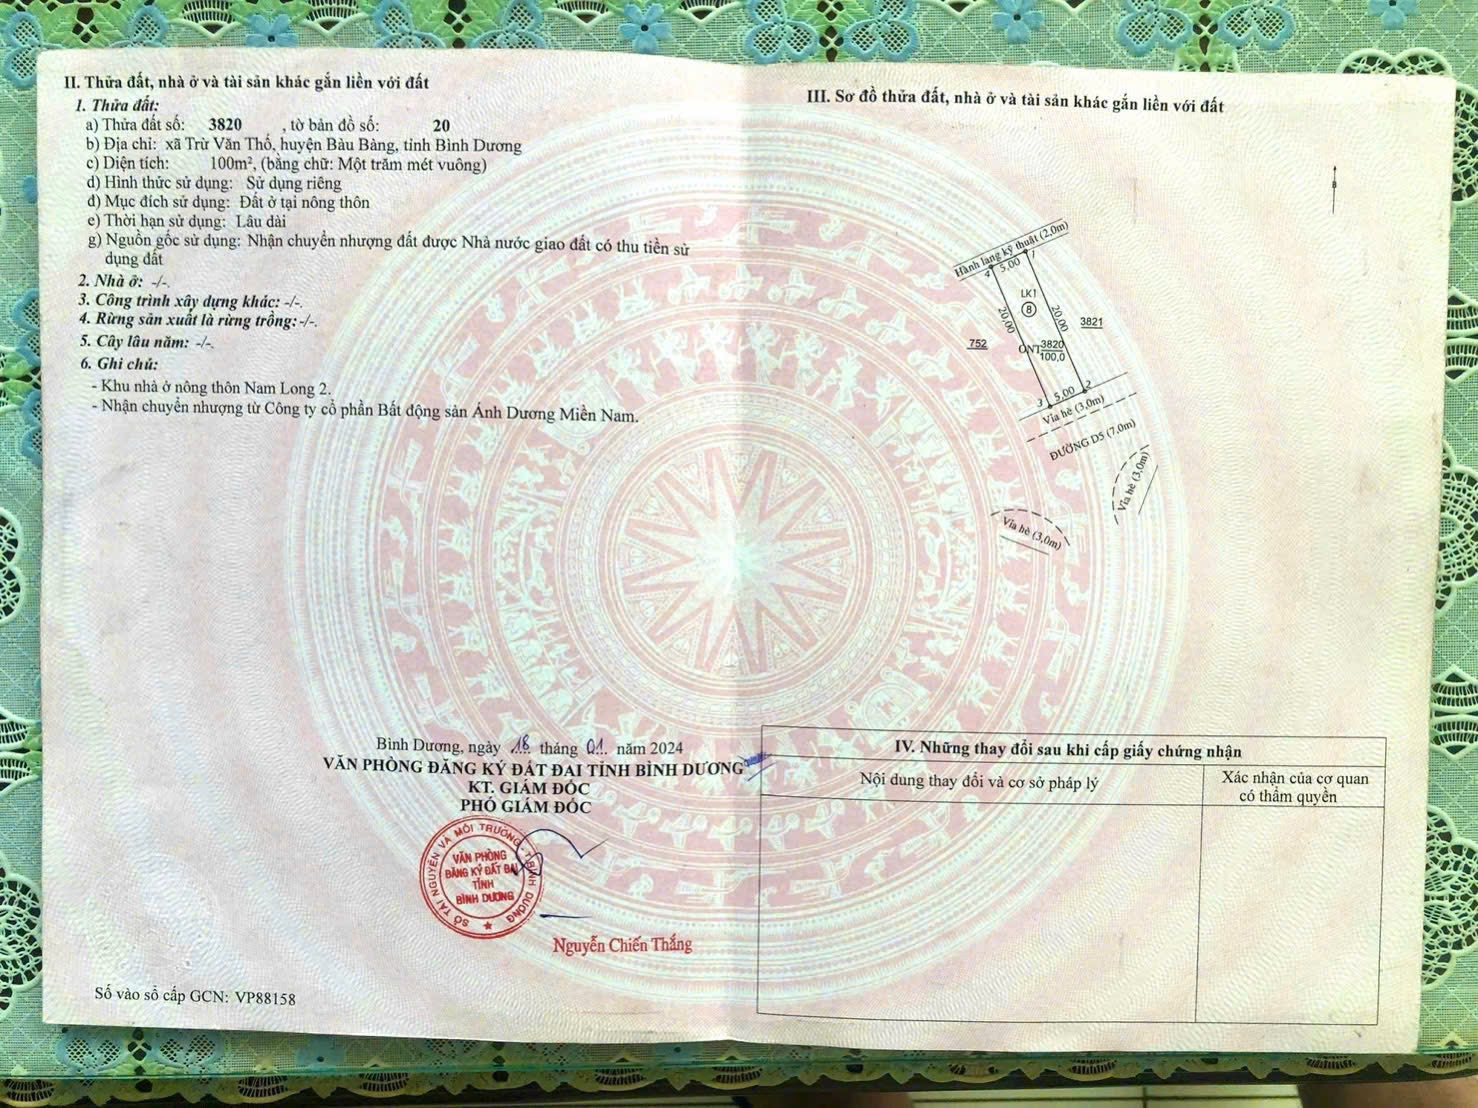 II. Thửa đất, nhà ở và tài sản khác gắn liền với đất
1. Thửa đất:
a) Thửa đất số: 3820 , tờ bản đồ số: 20
b) Địa chỉ: xã Trừ Văn Thố, huyện Bàu Bàng, tỉnh Bình Dương
c) Diện tích: 100m², (bằng chữ: Một trăm mét vuông)
d) Hình thức sử dụng: Sử dụng riêng
đ) Mục đích sử dụng: Đất ở tại nông thôn
e) Thời hạn sử dụng: Lâu dài
g) Nguồn gốc sử dụng: Nhận chuyển nhượng đất được Nhà nước giao đất có thu tiền sử
dụng đất
2. Nhà ở: -/-.
3. Công trình xây dựng khác: -/-.
4. Rừng sản xuất là rừng trồng: -/-.
5. Cây lâu năm: -/-.
6. Ghi chú:
- Khu nhà ở nông thôn Nam Long 2.
- Nhận chuyển nhượng từ Công ty cổ phần Bất động sản Ánh Dương Miền Nam.
Bình Dương, ngày 18 tháng 01 năm 2024
VĂN PHÒNG ĐĂNG KÝ ĐẤT ĐAI TỈNH BÌNH DƯƠNG
KT. GIÁM ĐỐC
PHÓ GIÁM ĐỐC
SỞ TÀI NGUYÊN VÀ MÔI TRƯỜNG - T. BÌNH DƯƠNG
VĂN PHÒNG
ĐĂNG KÝ ĐẤT ĐAI
TỈNH
BÌNH DƯƠNG
Nguyễn Chiến Thắng
Số vào sổ cấp GCN: VP88158
III. Sơ đồ thửa đất, nhà ở và tài sản khác gắn liền với đất
B
Hành lang kỹ thuật (2,0m)
4 5,00 1
LK1
8
20,00
20,00
3821
752
ONT 3820
100,0
3 5,00 2
Vỉa hè (3,0m)
ĐƯỜNG D5 (7,0m)
Vỉa hè (3,0m)
Vỉa hè (3,0m)
IV. Những thay đổi sau khi cấp giấy chứng nhận
Nội dung thay đổi và cơ sở pháp lý
Xác nhận của cơ quan
có thẩm quyền